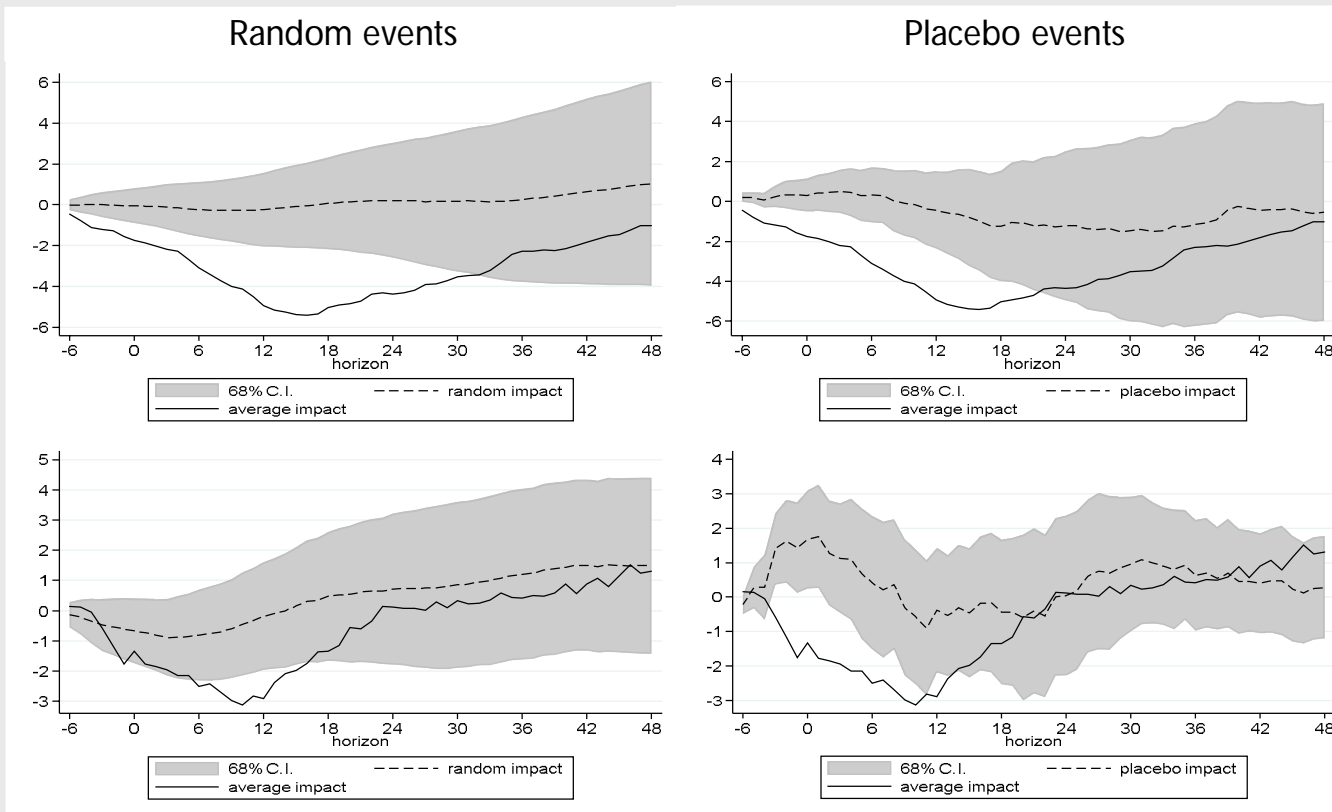 Random events
Placebo events
6
4
2
0
-2
-4
-6
-6 0 6 12 18 24 30 36 42 48
horizon
68% C.I. random impact
average impact
6
4
2
0
-2
-4
-6
-6 0 6 12 18 24 30 36 42 48
horizon
68% C.I. placebo impact
average impact
5
4
3
2
1
0
-1
-2
-3
-6 0 6 12 18 24 30 36 42 48
horizon
68% C.I. random impact
average impact
4
3
2
1
0
-1
-2
-3
-6 0 6 12 18 24 30 36 42 48
horizon
68% C.I. placebo impact
average impact